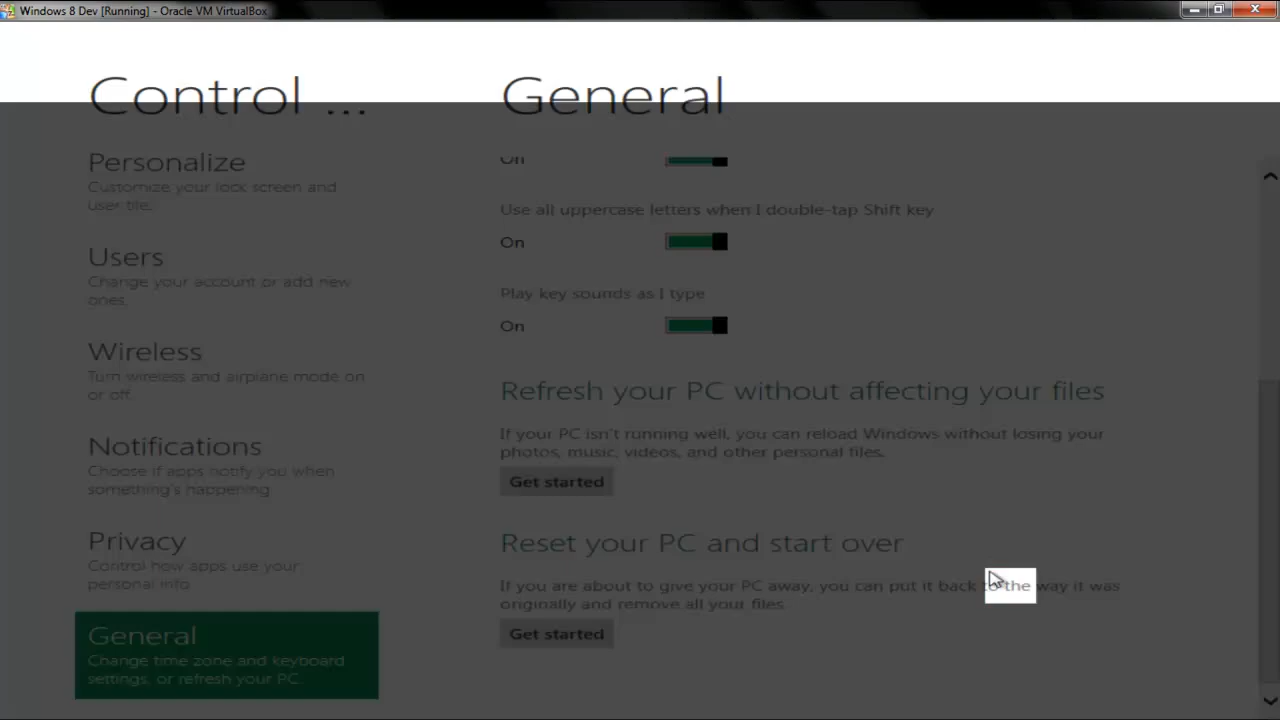 Windows 8 Dev [Running] - Oracle VM VirtualBox
Control ...
Personalize
Customize your lock screen and
user tile.
Users
Change your account or add new
ones.
Wireless
Turn wireless and airplane mode on
or off.
Notifications
Choose if apps notify you when
something's happening
Privacy
Control how apps use your
personal info
General
Change time zone and keyboard
settings, or refresh your PC.
General
On
Use all uppercase letters when I double-tap Shift key
On
Play key sounds as I type
On
Refresh your PC without affecting your files
If your PC isn't running well, you can reload Windows without losing your
photos, music, videos, and other personal files.
Get started
Reset your PC and start over
If you are about to give your PC away, you can put it back to the way it was
originally and remove all your files.
Get started